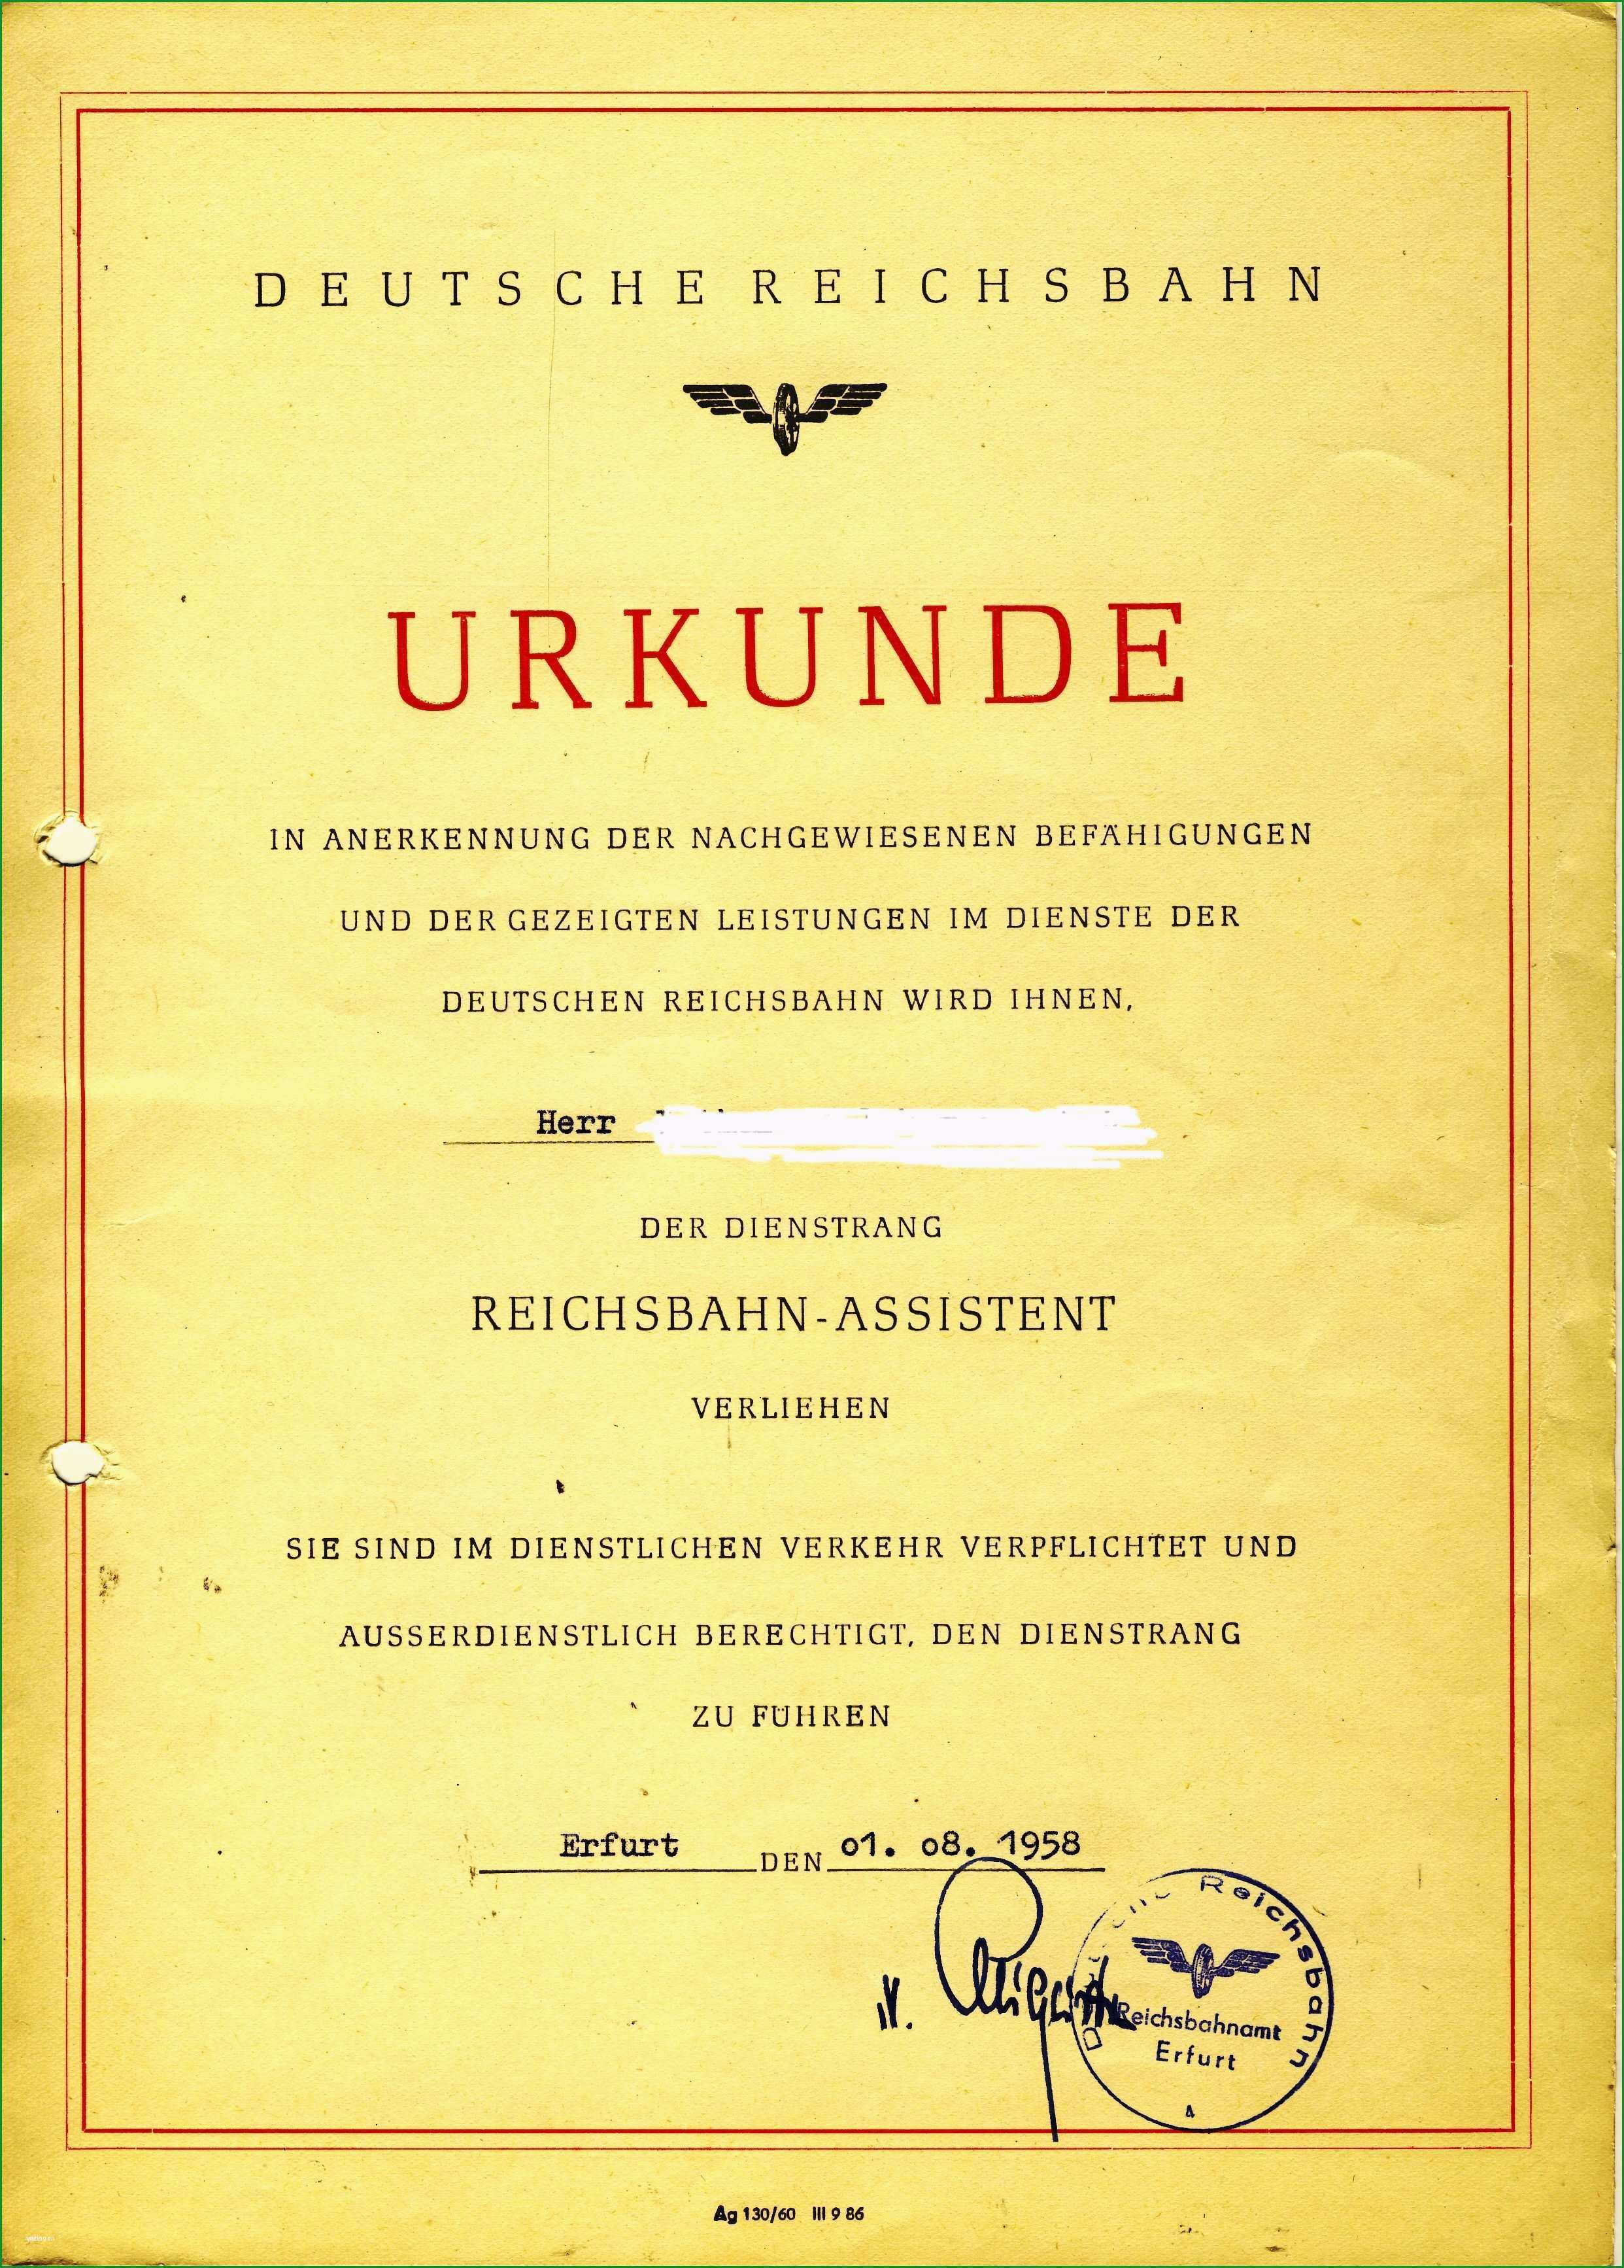 DEUTSCHE REICHSBAHN
URKUNDE
IN ANERKENNUNG DER NACHGEWIESENEN BEFÄHIGUNGEN
UND DER GEZEIGTEN LEISTUNGEN IM DIENSTE DER
DEUTSCHEN REICHSBAHN WIRD IHNEN,
Herr
DER DIENSTRANG
REICHSBAHN-ASSISTENT
VERLIEHEN
SIE SIND IM DIENSTLICHEN VERKEHR VERPFLICHTET UND
AUSSERDIENSTLICH BERECHTIGT, DEN DIENSTRANG
ZU FÜHREN
Erfurt DEN 01. 08. 1958
Reichsbahn
Reichsbahnamt
Erfurt
4
Ag 130/60 III 9 86